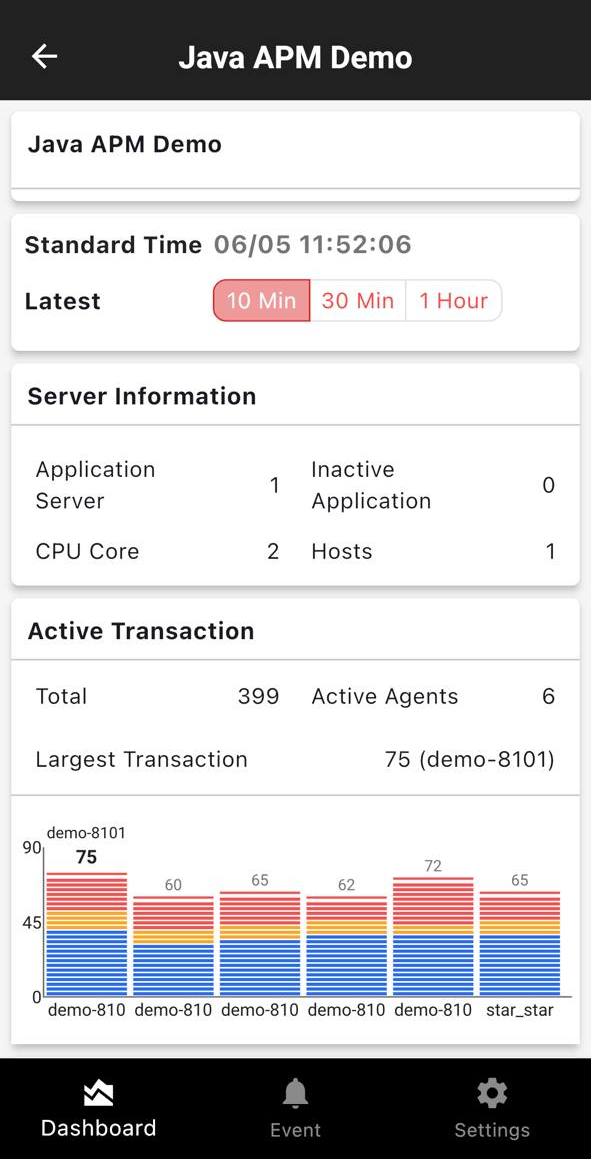 Java APM Demo
Java APM Demo
Standard Time 06/05 11:52:06
Latest 10 Min 30 Min 1 Hour
Server Information
Application Server 1 Inactive Application 0
CPU Core 2 Hosts 1
Active Transaction
Total 399 Active Agents 6
Largest Transaction 75 (demo-8101)
demo-8101
90 75 60 65 62 72 65
45
0
demo-810 demo-810 demo-810 demo-810 demo-810 star_star
Dashboard Event Settings